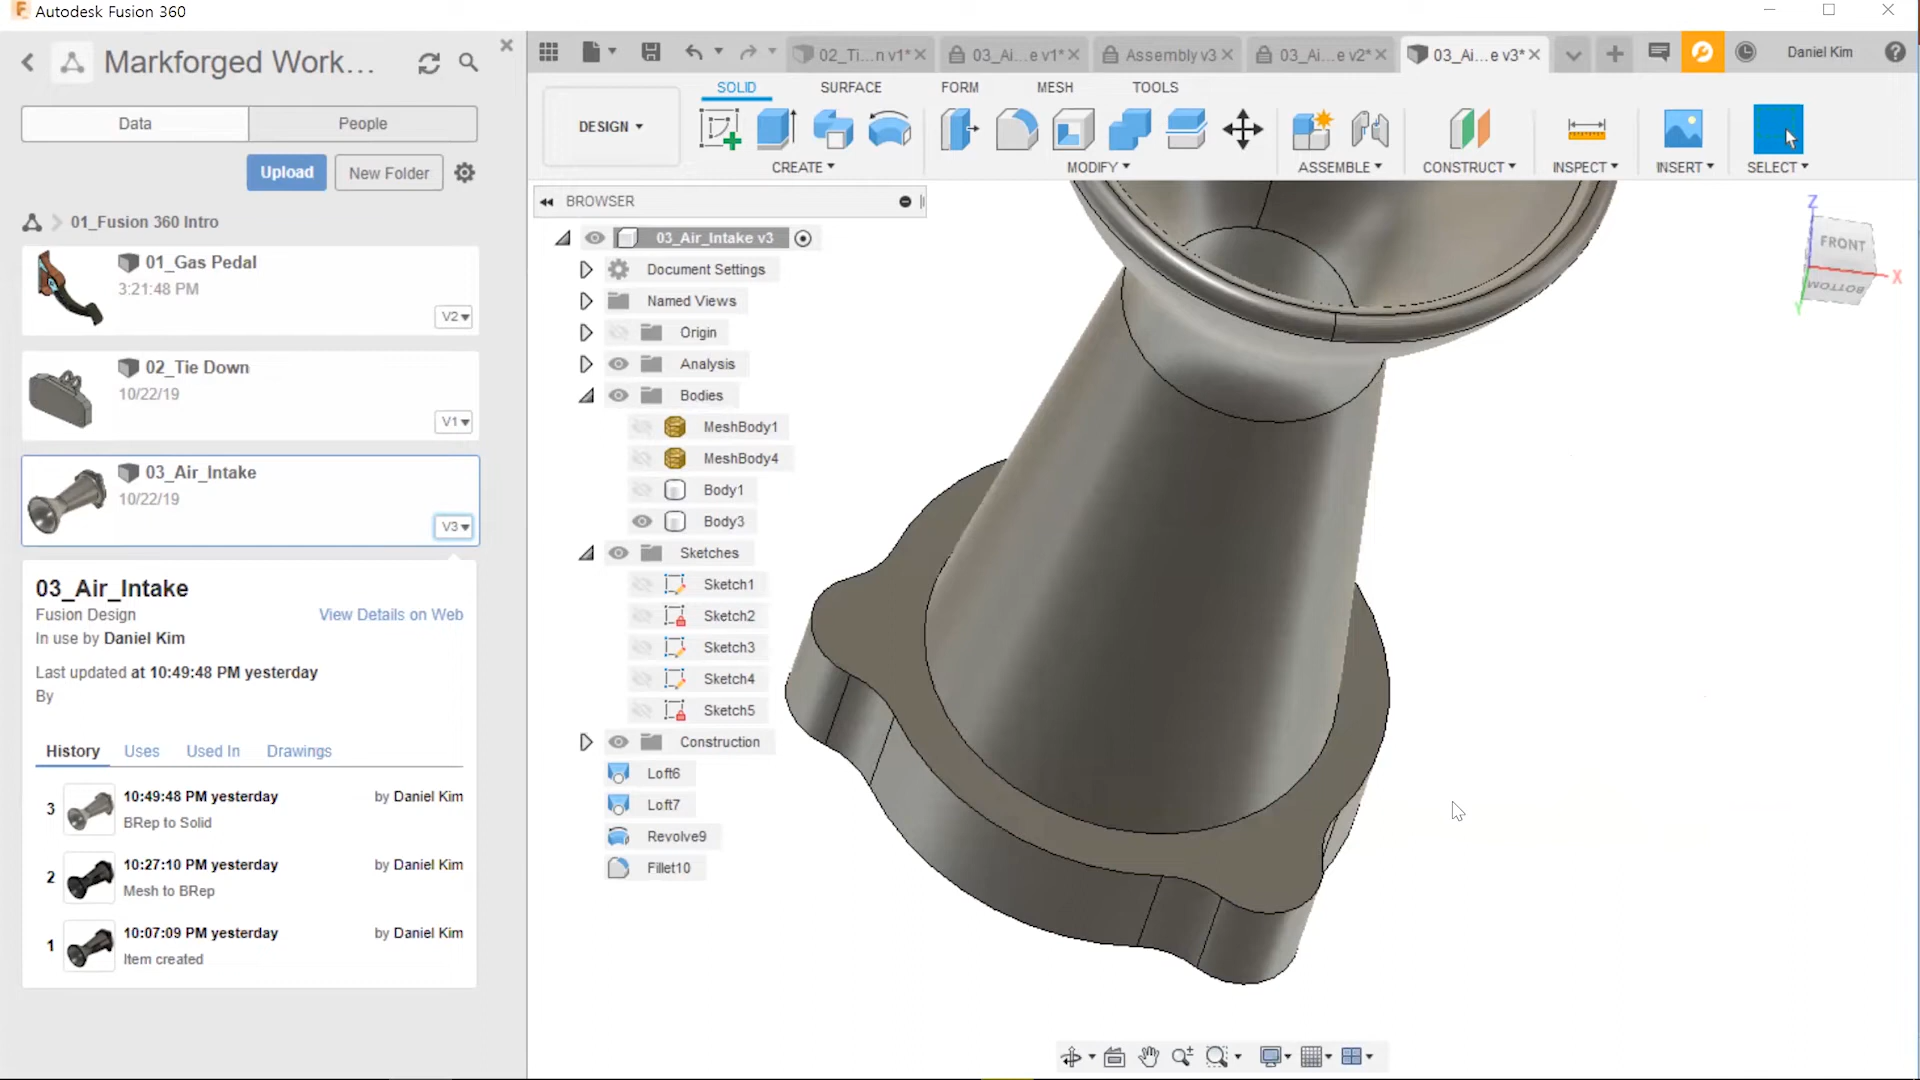 Autodesk Fusion 360
Markforged Work...
Data
People
Upload
New Folder
01_Fusion 360 Intro
01_Gas Pedal
3:21:48 PM
V2
02_Tie Down
10/22/19
V1
03_Air_Intake
10/22/19
V3
03_Air_Intake
Fusion Design
View Details on Web
In use by Daniel Kim
Last updated at 10:49:48 PM yesterday
By
History
Uses
Used In
Drawings
3
10:49:48 PM yesterday
by Daniel Kim
BRep to Solid
2
10:27:10 PM yesterday
by Daniel Kim
Mesh to BRep
1
10:07:09 PM yesterday
by Daniel Kim
Item created
02_Ti...n v1*
03_Ai...e v1*
Assembly v3
03_Ai...e v2*
03_Ai...e v3*
Daniel Kim
DESIGN
SOLID
SURFACE
FORM
MESH
TOOLS
CREATE
MODIFY
ASSEMBLE
CONSTRUCT
INSPECT
INSERT
SELECT
BROWSER
03_Air_Intake v3
Document Settings
Named Views
Origin
Analysis
Bodies
MeshBody1
MeshBody4
Body1
Body3
Sketches
Sketch1
Sketch2
Sketch3
Sketch4
Sketch5
Construction
Loft6
Loft7
Revolve9
Fillet10
Z
FRONT
X
BOTTOM
Y